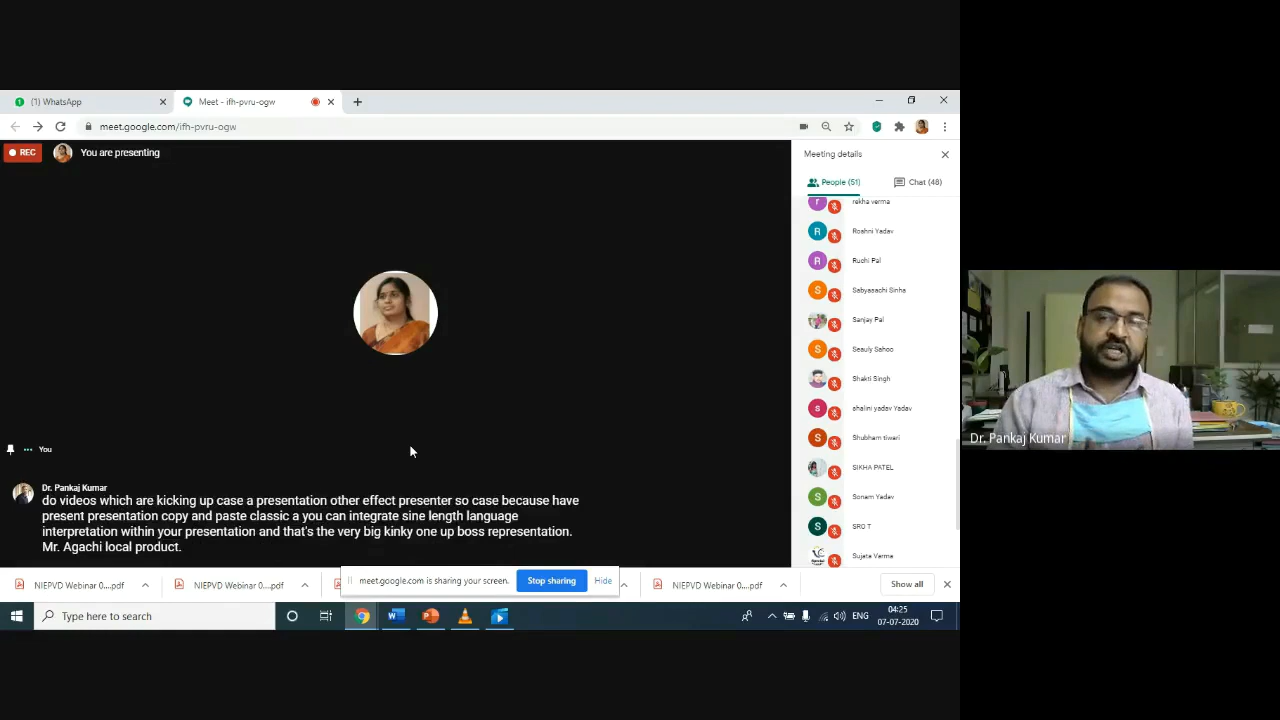 (1) WhatsApp
Meet - ifh-pvru-ogw
meet.google.com/ifh-pvru-ogw
REC
You are presenting
Meeting details
People (51)
Chat (48)
r
rekha verma
R
Roshni Yadav
R
Ruchi Pal
S
Sabyasachi Sinha
Sanjay Pal
S
Seauly Sahoo
Shakti Singh
s
shalini yadav Yadav
S
Shubham tiwari
SIKHA PATEL
S
Sonam Yadav
S
SRO T
Sujata Varma
You
Dr. Pankaj Kumar
do videos which are kicking up case a presentation other effect presenter so case because have
present presentation copy and paste classic a you can integrate sine length language
interpretation within your presentation and that's the very big kinky one up boss representation.
Mr. Agachi local product.
Dr. Pankaj Kumar
NIEPVD Webinar 0....pdf
NIEPVD Webinar 0....pdf
meet.google.com is sharing your screen.
Stop sharing
Hide
NIEPVD Webinar 0....pdf
Show all
Type here to search
ENG
04:25
07-07-2020